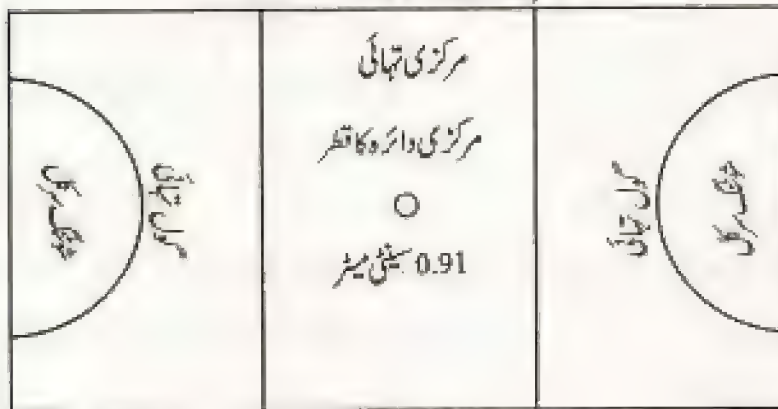 مرکزی تہائی
مرکزی دائرہ کا قطر
0.91 سینٹی میٹر
گول تہائی
شوٹنگ سرکل
گول تہائی
شوٹنگ سرکل